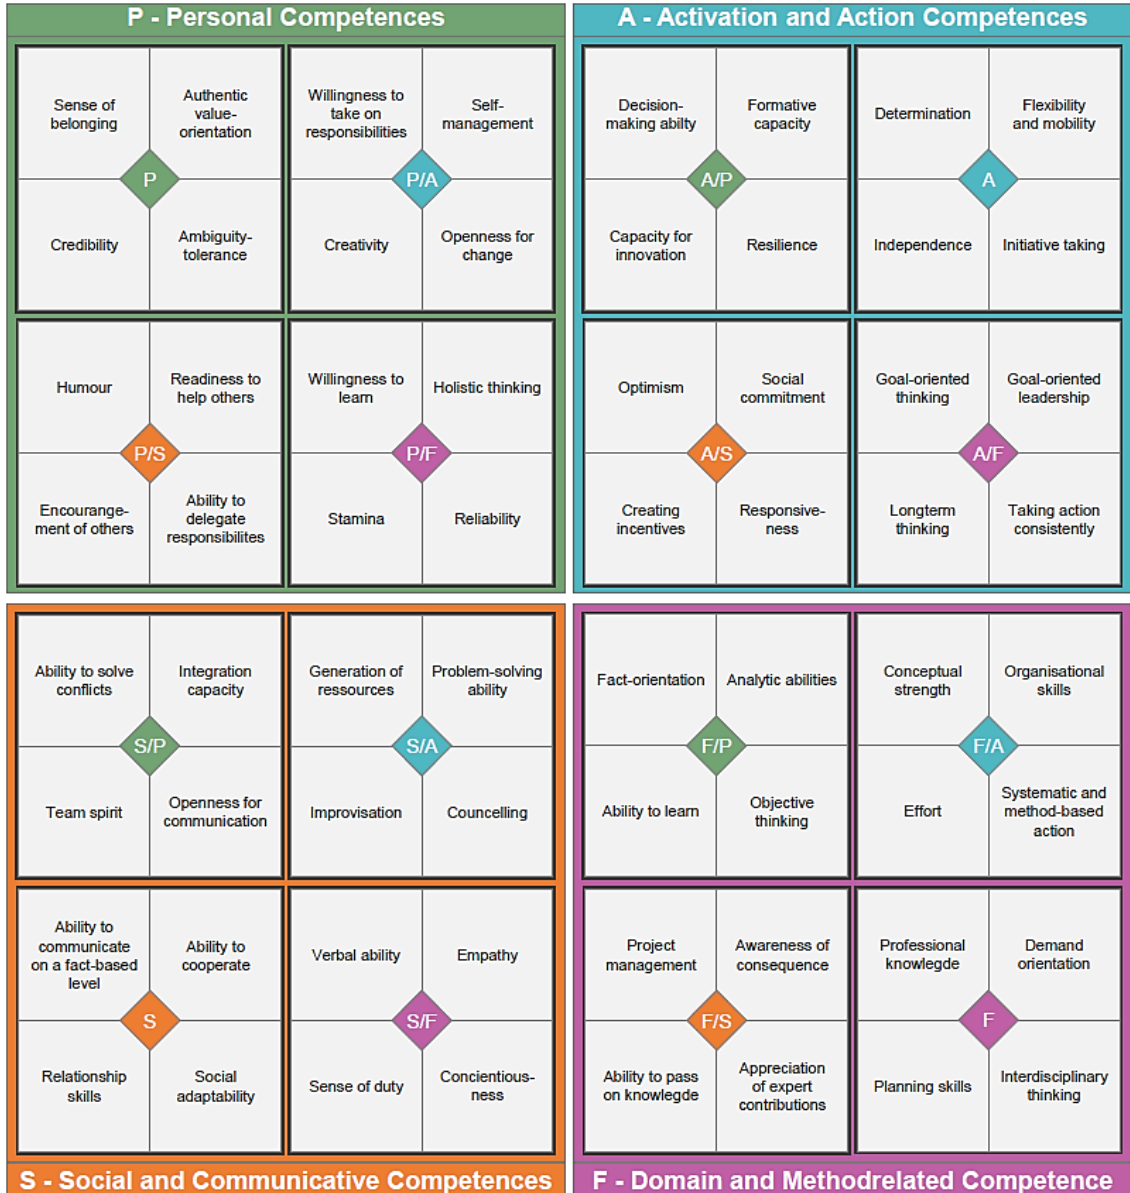 P - Personal Competences
Sense of
belonging
Authentic
value-
orientation
P
Credibility
Ambiguity-
tolerance
Willingness to
take on
responsibilities
Self-
management
P/A
Creativity
Openness for
change
Humour
Readiness to
help others
P/S
Encourange-
ment of others
Ability to
delegate
responsibilites
Willingness to
learn
Holistic thinking
P/F
Stamina
Reliability
A - Activation and Action Competences
Decision-
making abilty
Formative
capacity
A/P
Capacity for
innovation
Resilience
Determination
Flexibility
and mobility
A
Independence
Initiative taking
Optimism
Social
commitment
A/S
Creating
incentives
Responsive-
ness
Goal-oriented
thinking
Goal-oriented
leadership
A/F
Longterm
thinking
Taking action
consistently
Ability to solve
conflicts
Integration
capacity
S/P
Team spirit
Openness for
communication
Generation of
ressources
Problem-solving
ability
S/A
Improvisation
Councelling
Ability to
communicate
on a fact-based
level
Ability to
cooperate
S
Relationship
skills
Social
adaptability
Verbal ability
Empathy
S/F
Sense of duty
Concientious-
ness
S - Social and Communicative Competences
Fact-orientation
Analytic abilities
F/P
Ability to learn
Objective
thinking
Conceptual
strength
Organisational
skills
F/A
Effort
Systematic and
method-based
action
Project
management
Awareness of
consequence
F/S
Ability to pass
on knowlegde
Appreciation
of expert
contributions
Professional
knowlegde
Demand
orientation
F
Planning skills
Interdisciplinary
thinking
F - Domain and Methodrelated Competence